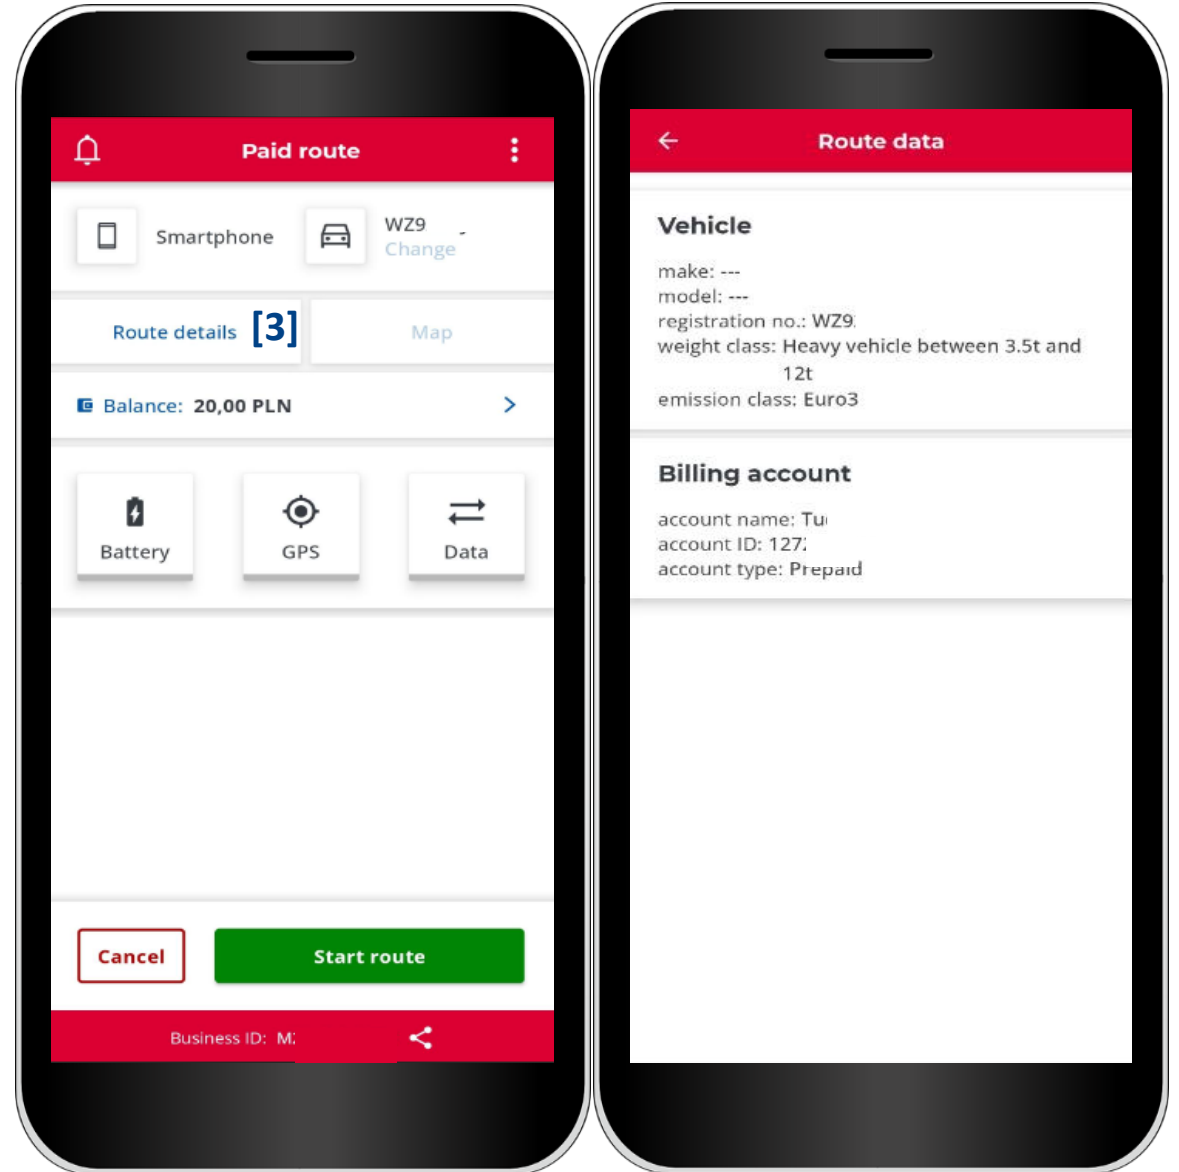 Paid route
Smartphone
WZ9
Change
Route details [3]
Map
Balance: 20,00 PLN
Battery
GPS
Data
Cancel
Start route
Business ID: M
Route data
Vehicle
make: ---
model: ---
registration no.: WZ9
weight class: Heavy vehicle between 3.5t and
12t
emission class: Euro3
Billing account
account name: Tu
account ID: 127
account type: Prepaid